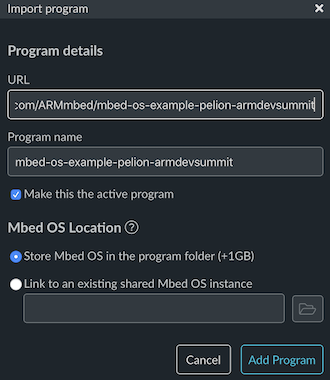 Import program
Program details
URL
:om/ARMmbed/mbed-os-example-pelion-armdevsummit
Program name
mbed-os-example-pelion-armdevsummit
Make this the active program
Mbed OS Location
Store Mbed OS in the program folder (+1GB)
Link to an existing shared Mbed OS instance
Cancel
Add Program